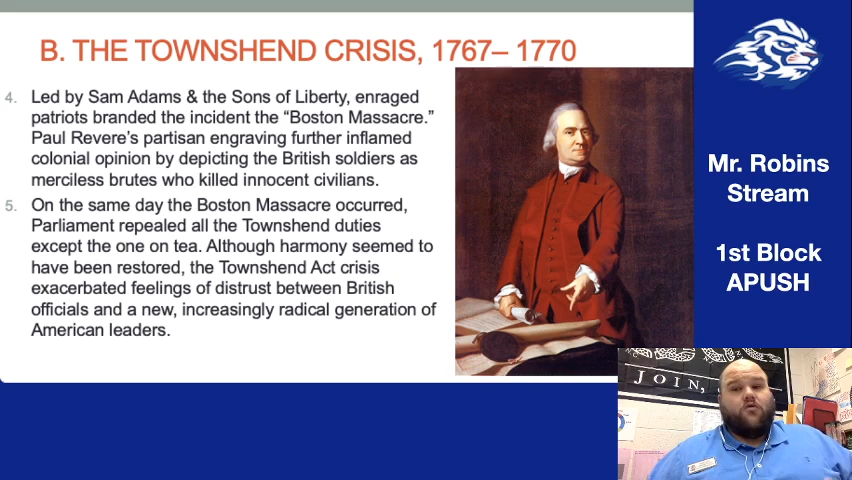 B. THE TOWNSHEND CRISIS, 1767– 1770
4. Led by Sam Adams & the Sons of Liberty, enraged
patriots branded the incident the “Boston Massacre.”
Paul Revere’s partisan engraving further inflamed
colonial opinion by depicting the British soldiers as
merciless brutes who killed innocent civilians.
5. On the same day the Boston Massacre occurred,
Parliament repealed all the Townshend duties
except the one on tea. Although harmony seemed to
have been restored, the Townshend Act crisis
exacerbated feelings of distrust between British
officials and a new, increasingly radical generation of
American leaders.
Mr. Robins
Stream
1st Block
APUSH
JOIN,